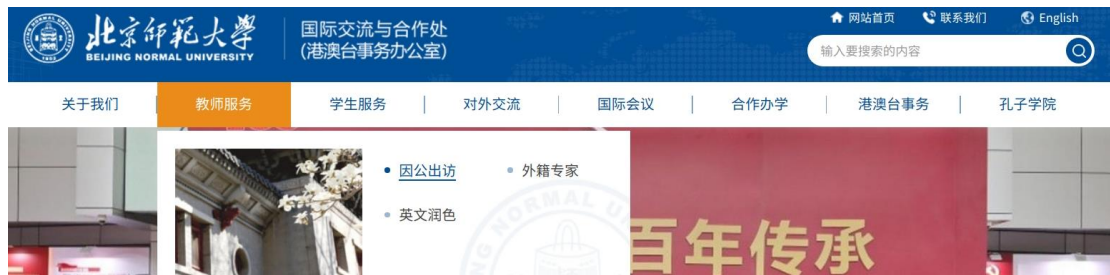 北京师范大学
BEIJING NORMAL UNIVERSITY
国际交流与合作处
(港澳台事务办公室)
网站首页 联系我们 English
输入要搜索的内容
关于我们 教师服务 学生服务 对外交流 国际会议 合作办学 港澳台事务 孔子学院
因公出访 外籍专家
英文润色
百年传承